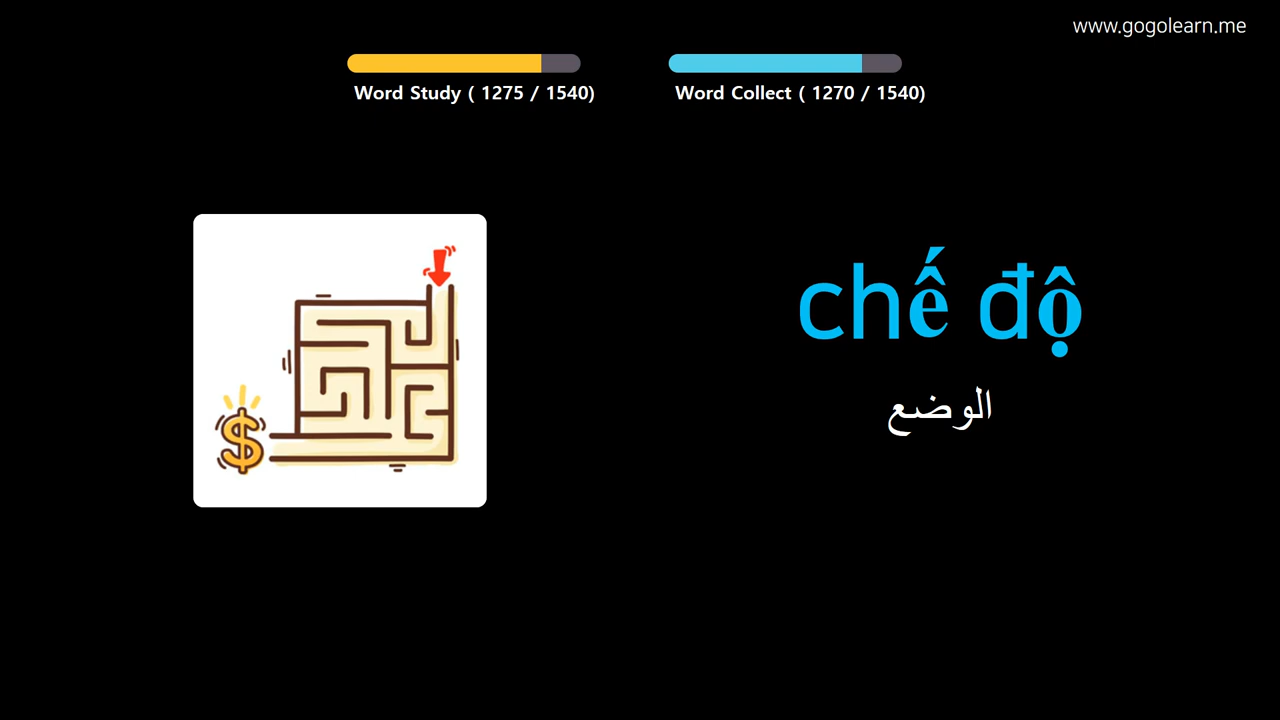 www.gogolearn.me
Word Study ( 1275 / 1540)
Word Collect ( 1270 / 1540)
$
chế độ
الوضع